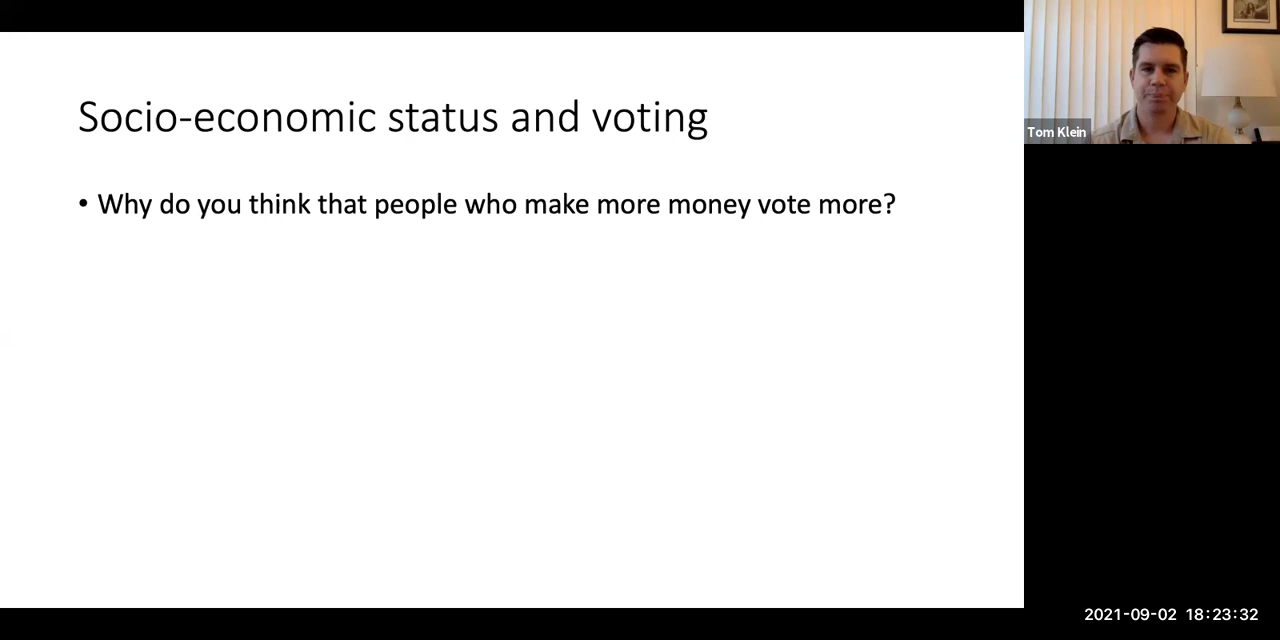 Socio-economic status and voting
• Why do you think that people who make more money vote more?
Tom Klein
2021-09-02 18:23:32